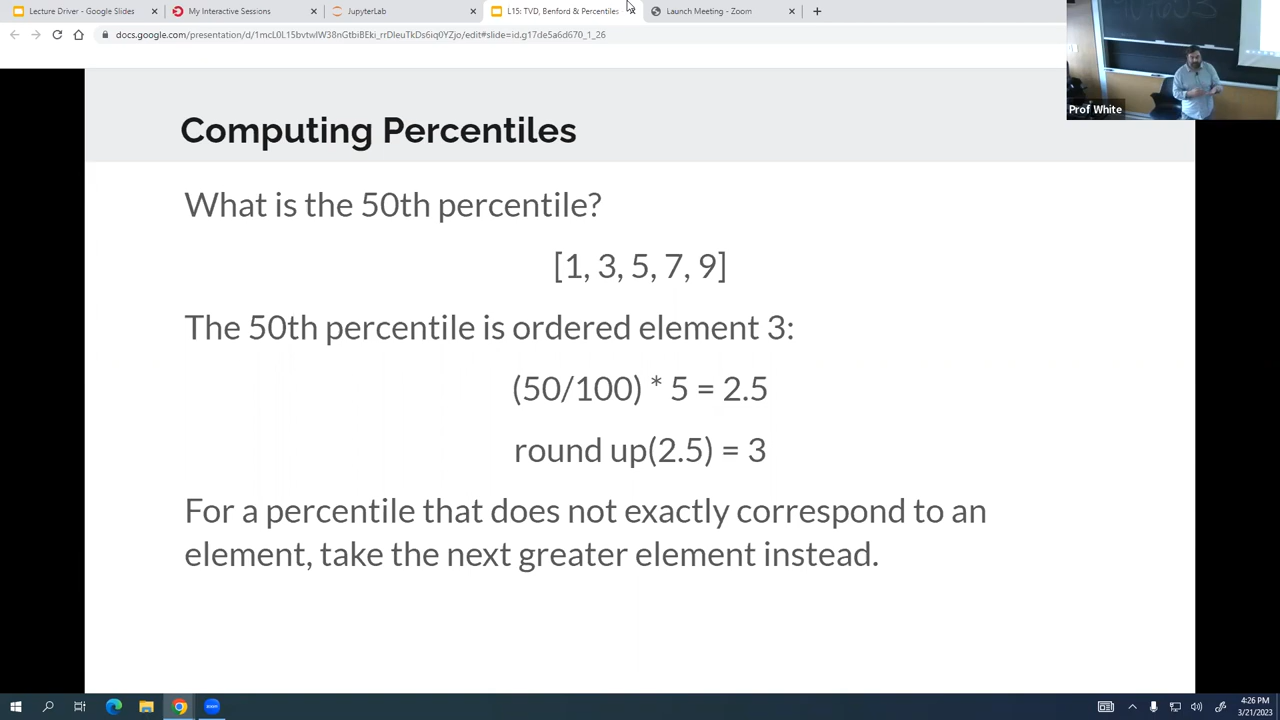 Lecture Driver - Google Slides
My Interactive Sessions
JupyterLab
L15: TVD, Benford & Percentiles
Launch Meeting - Zoom
Prof White
Computing Percentiles
What is the 50th percentile?
[1, 3, 5, 7, 9]
The 50th percentile is ordered element 3:
(50/100) * 5 = 2.5
round up(2.5) = 3
For a percentile that does not exactly correspond to an
element, take the next greater element instead.
zoom
4:26 PM
3/21/2023